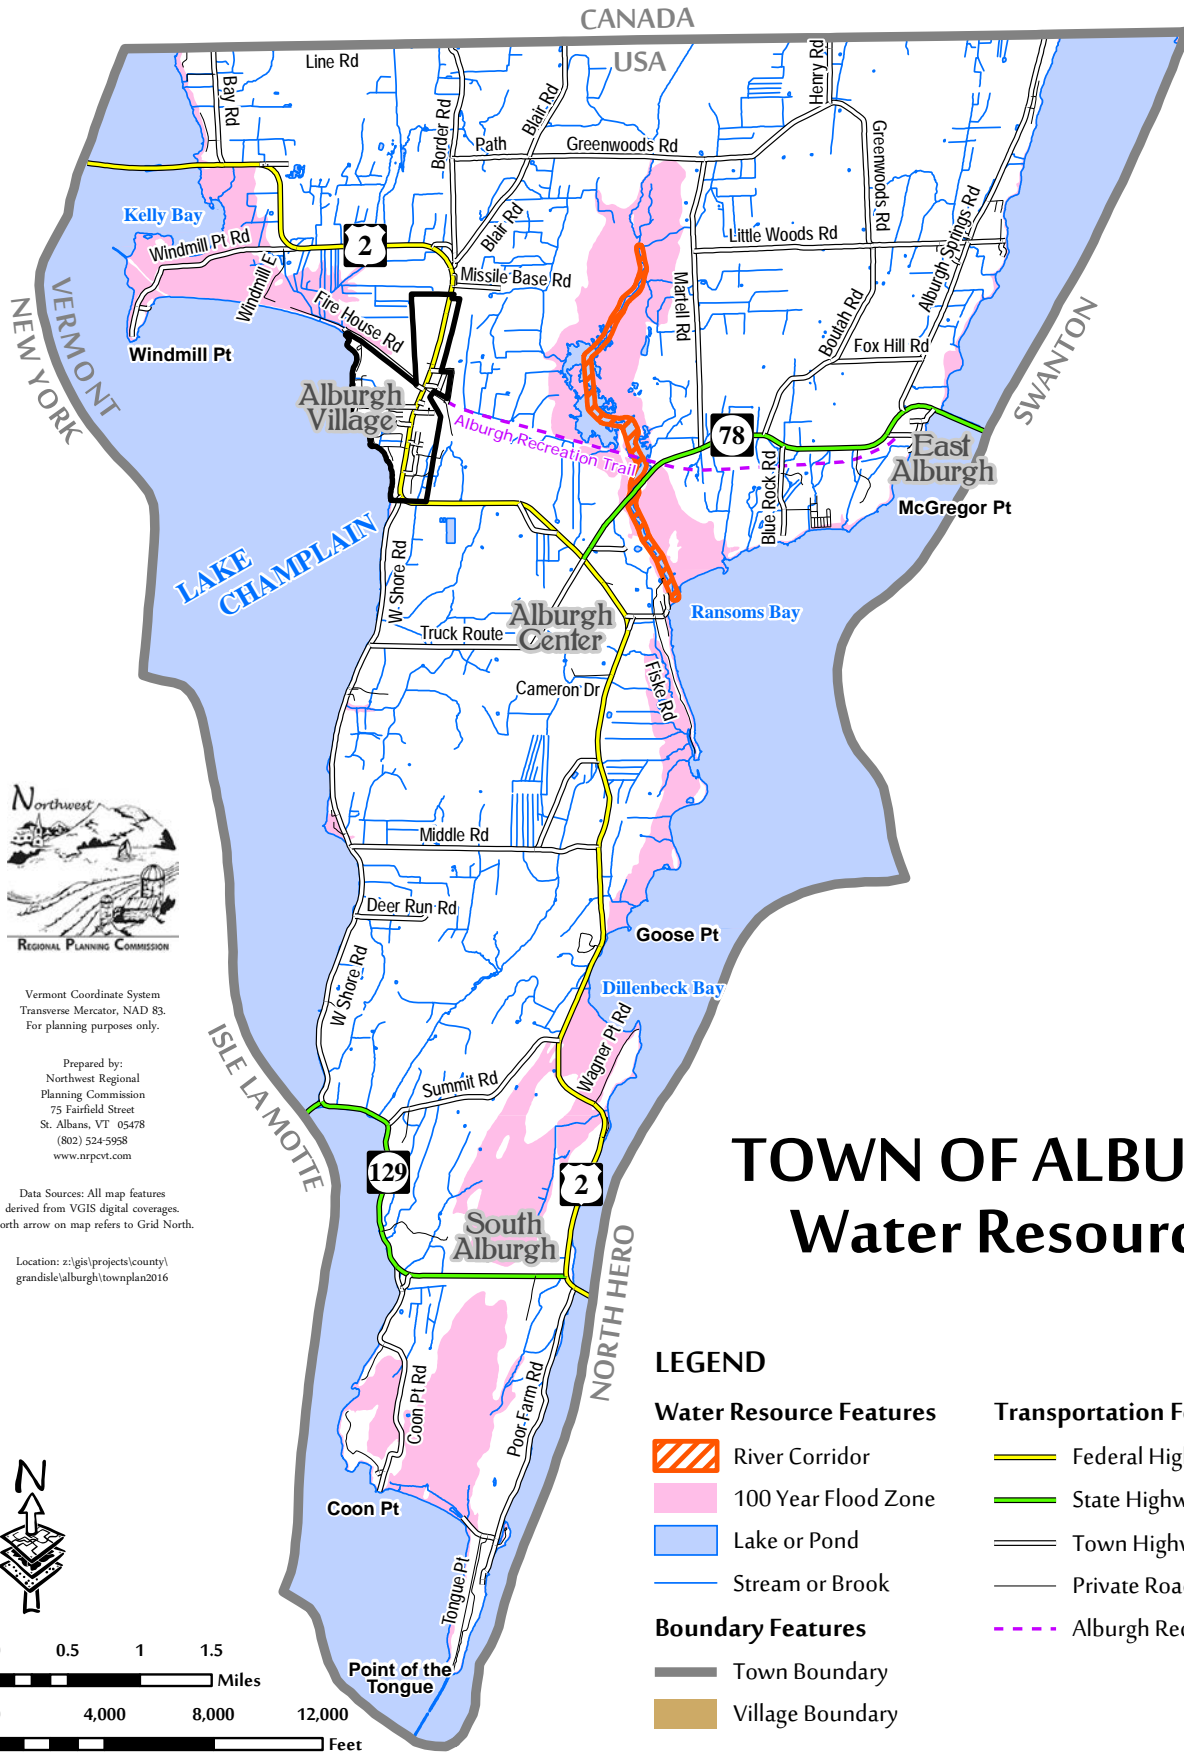 CANADA
USA
Line Rd
Bay Rd
Border Rd
Blair Rd
Path
Greenwoods Rd
Henry Rd
Greenwoods Rd
Kelly Bay
Windmill Pt Rd
2
Blair Rd
Little Woods Rd
Alburgh Springs Rd
Missile Base Rd
Windmill E
Fire House Rd
Martell Rd
Boutah Rd
Fox Hill Rd
VERMONT
NEW YORK
Windmill Pt
SWANTON
Alburgh
Village
Alburgh Recreation Trail
78
East
Alburgh
Blue Rock Rd
McGregor Pt
LAKE
CHAMPLAIN
W Shore Rd
Alburgh
Center
Ransoms Bay
Truck Route
Fiske Rd
Cameron Dr
Northwest
REGIONAL PLANNING COMMISSION
Middle Rd
Deer Run Rd
Goose Pt
W Shore Rd
Dillenbeck Bay
Vermont Coordinate System
Transverse Mercator, NAD 83.
For planning purposes only.
Wagner Pt Rd
ISLE LA MOTTE
Summit Rd
Prepared by:
Northwest Regional
Planning Commission
75 Fairfield Street
St. Albans, VT 05478
(802) 524-5958
www.nrpcvt.com
129
2
Data Sources: All map features
derived from VGIS digital coverages.
orth arrow on map refers to Grid North.
South
Alburgh
Location: z:\gis\projects\county\
grandisle\alburgh\townplan2016
NORTH HERO
TOWN OF ALBU
Water Resourc
Coon Pt Rd
Poor Farm Rd
Coon Pt
Tongue Pt
Point of the
Tongue
N
0.5 1 1.5
Miles
4,000 8,000 12,000
Feet
LEGEND
Water Resource Features
River Corridor
100 Year Flood Zone
Lake or Pond
Stream or Brook
Boundary Features
Town Boundary
Village Boundary
Transportation Fe
Federal High
State Highw
Town Highw
Private Road
Alburgh Rec